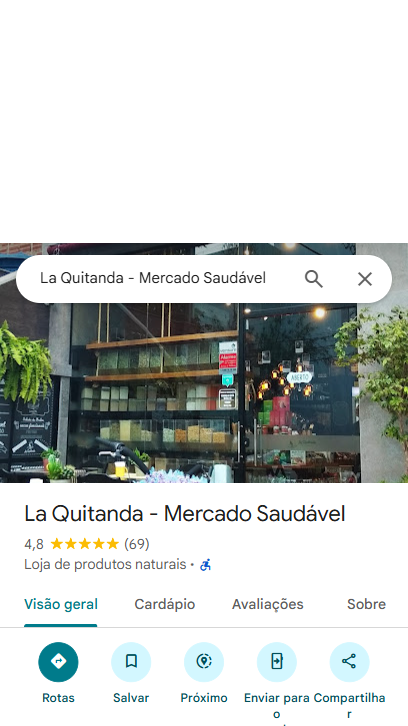 La Quitanda - Mercado Saudável
ABERTO
La Quitanda - Mercado Saudável
4,8 (69)
Loja de produtos naturais ·
Visão geral Cardápio Avaliações Sobre
Rotas Salvar Próximo Enviar para o Compartilhar